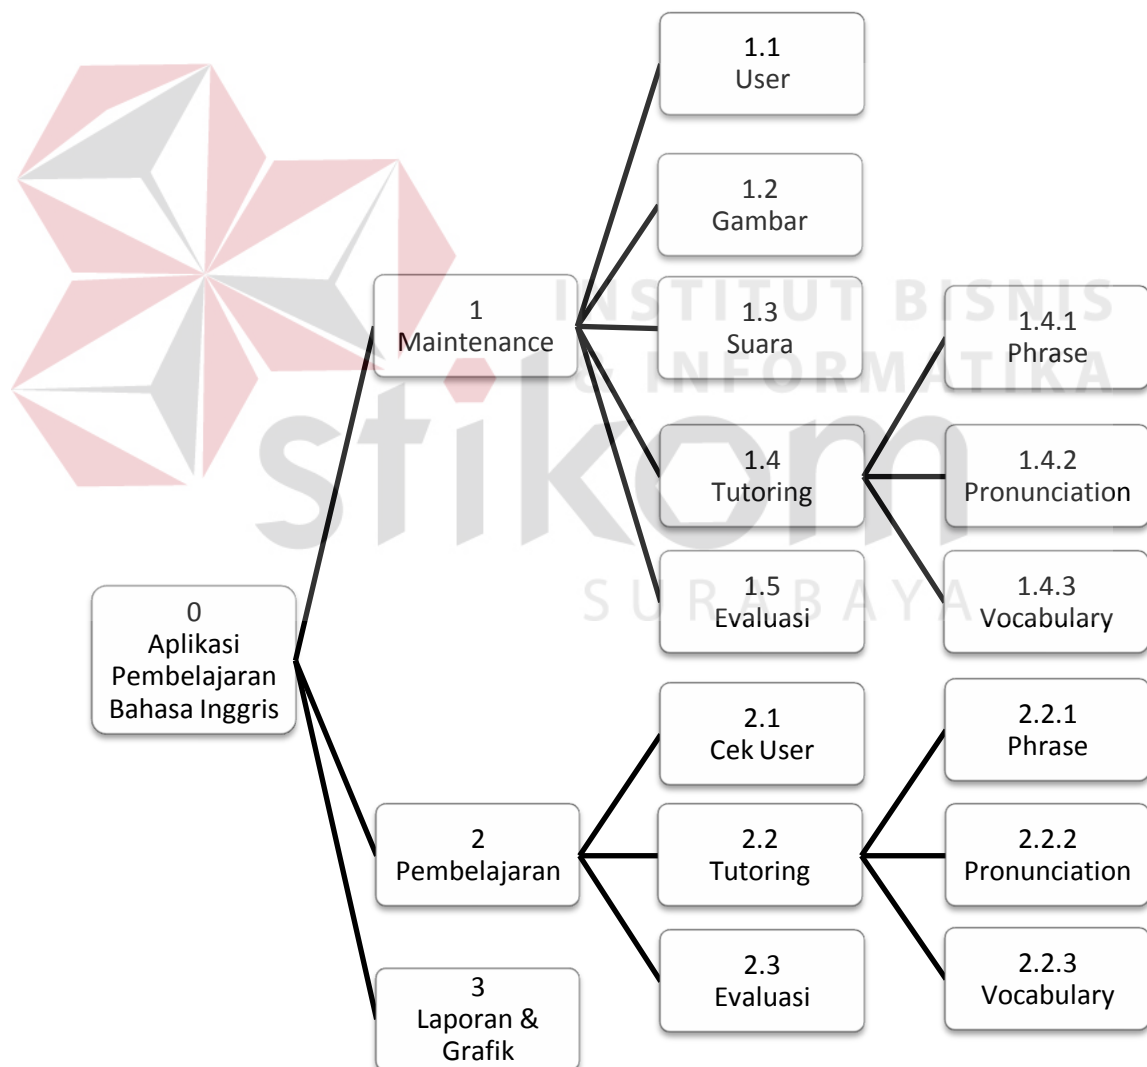 1.1
User
1.2
Gambar
1
Maintenance
1.3
Suara
1.4.1
Phrase
1.4
Tutoring
1.4.2
Pronunciation
1.5
Evaluasi
1.4.3
Vocabulary
0
Aplikasi
Pembelajaran
Bahasa Inggris
2.1
Cek User
2.2.1
Phrase
2
Pembelajaran
2.2
Tutoring
2.2.2
Pronunciation
2.3
Evaluasi
2.2.3
Vocabulary
3
Laporan &
Grafik
INSTITUT BISNIS
& INFORMATIKA
stikom
SURABAYA